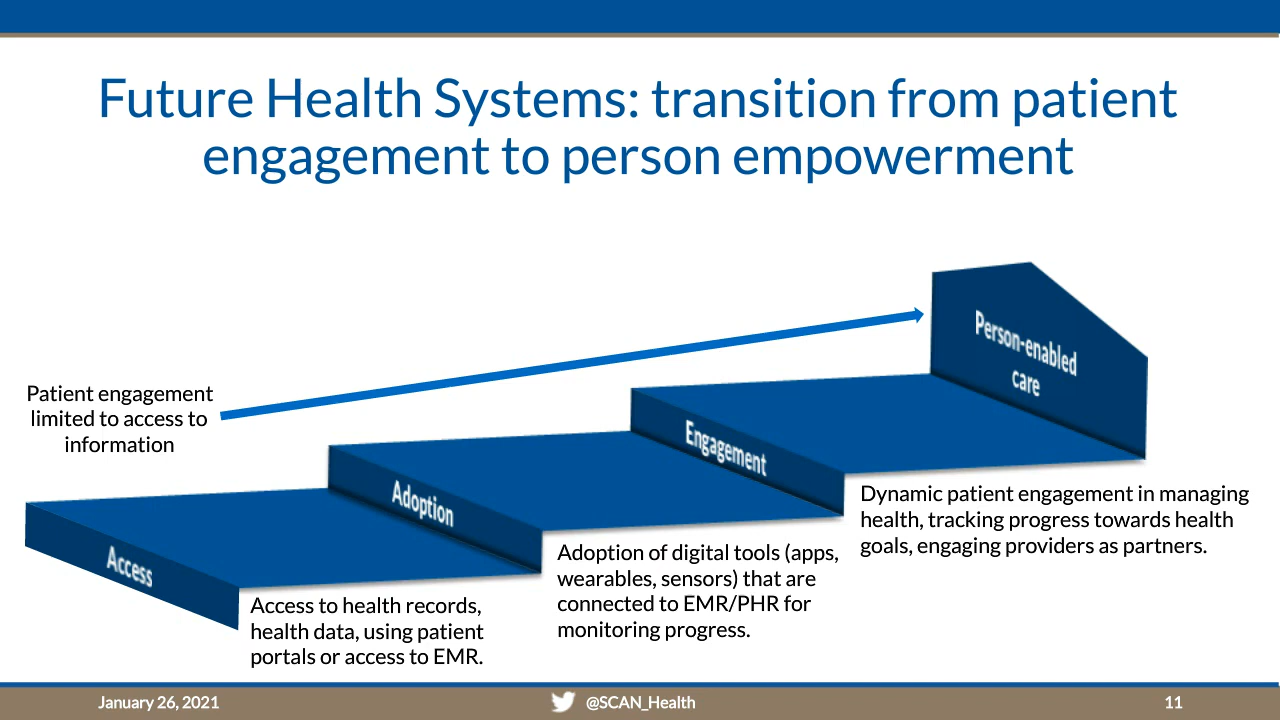 Future Health Systems: transition from patient
engagement to person empowerment
Person-enabled
care
Patient engagement
limited to access to
information
Engagement
Adoption
Access
Dynamic patient engagement in managing
health, tracking progress towards health
goals, engaging providers as partners.
Adoption of digital tools (apps,
wearables, sensors) that are
connected to EMR/PHR for
monitoring progress.
Access to health records,
health data, using patient
portals or access to EMR.
January 26, 2021
@SCAN_Health
11